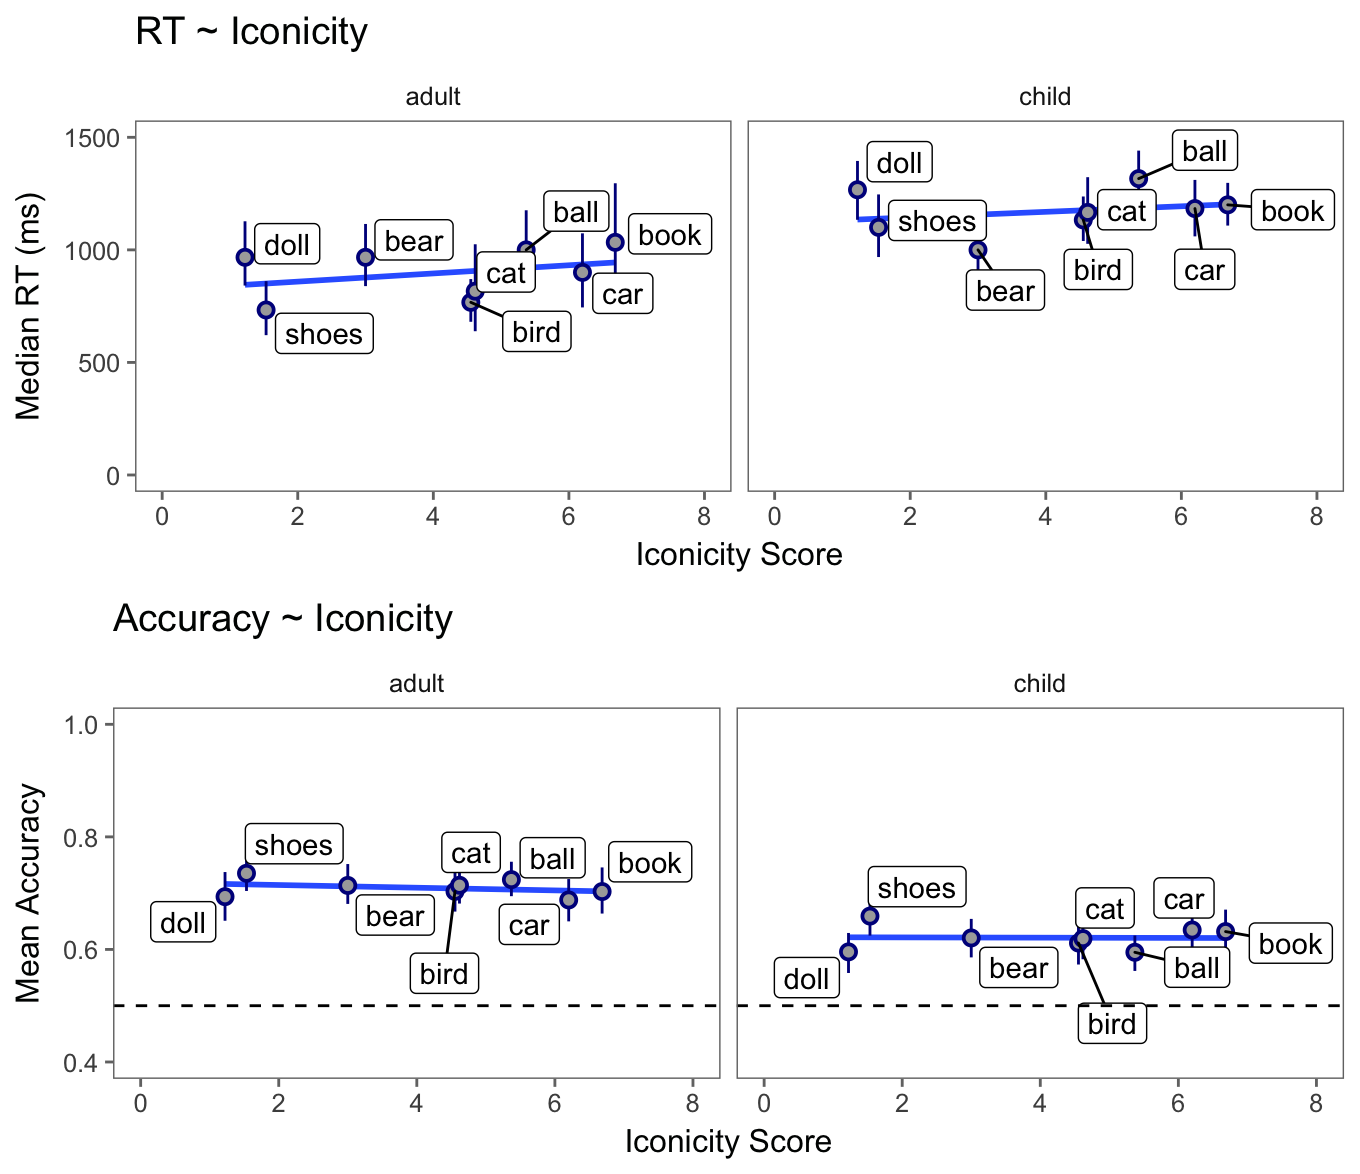 RT ~ Iconicity
adult
child
Median RT (ms)
1500
1000
500
0
doll
shoes
bear
cat
bird
ball
car
book
doll
shoes
bear
bird
cat
ball
car
book
0 2 4 6 8
0 2 4 6 8
Iconicity Score
Accuracy ~ Iconicity
adult
child
Mean Accuracy
1.0
0.8
0.6
0.4
doll
shoes
bear
bird
cat
ball
car
book
doll
shoes
bear
cat
bird
ball
car
book
0 2 4 6 8
0 2 4 6 8
Iconicity Score